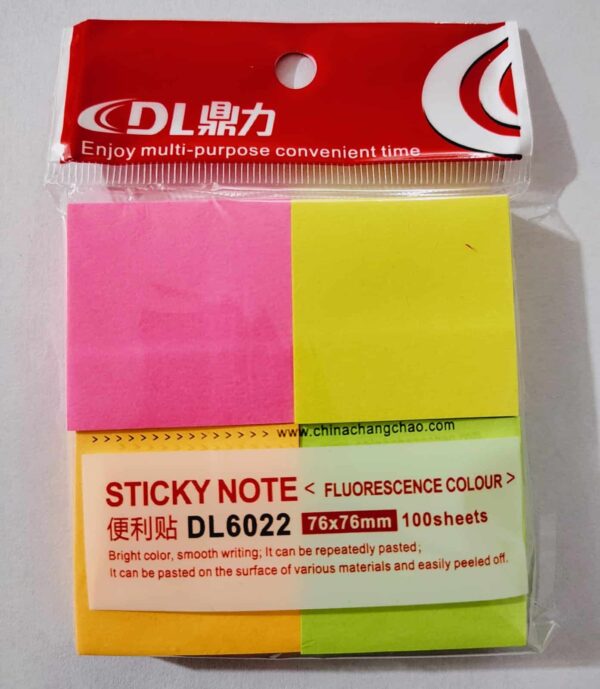 DL鼎力
Enjoy multi-purpose convenient time
>>>>>>>>>>>>>>> www.chinachangchao.com
STICKY NOTE < FLUORESCENCE COLOUR >
便利贴 DL6022 76x76mm 100sheets
Bright color, smooth writing; It can be repeatedly pasted;
It can be pasted on the surface of various materials and easily peeled off.